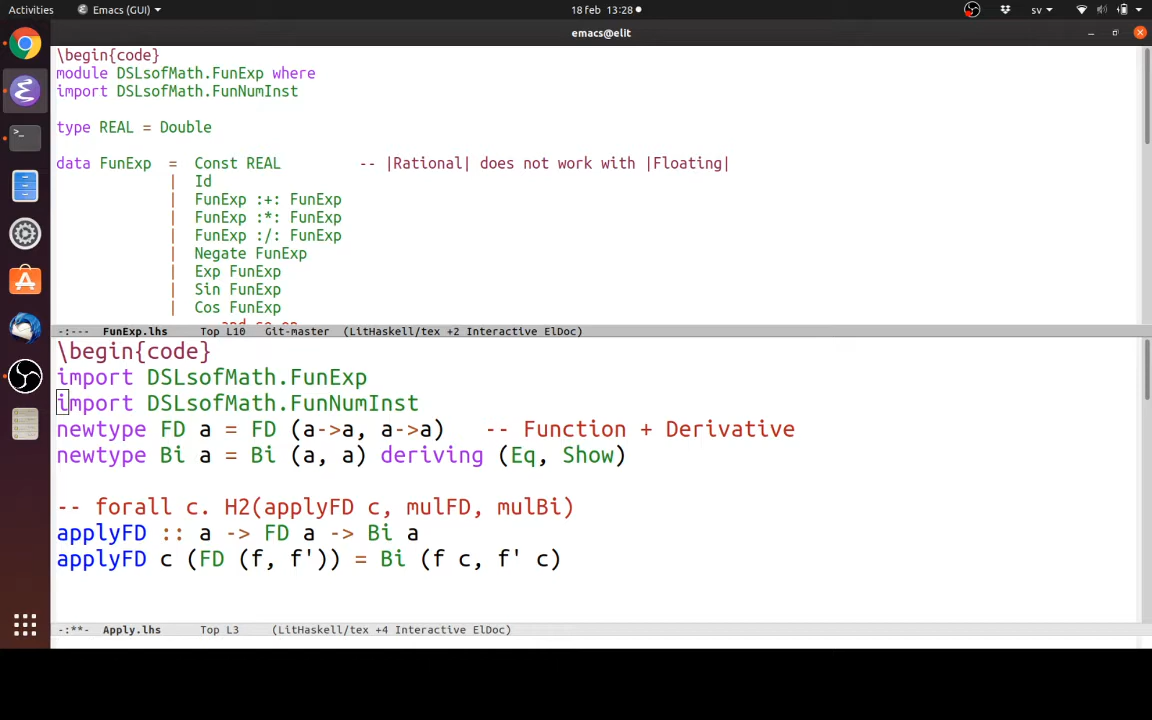 Activities Emacs (GUI) 18 feb 13:28 sv
emacs@elit
\begin{code}
module DSLsofMath.FunExp where
import DSLsofMath.FunNumInst
type REAL = Double
data FunExp = Const REAL -- |Rational| does not work with |Floating|
| Id
| FunExp :+: FunExp
| FunExp :*: FunExp
| FunExp :/: FunExp
| Negate FunExp
| Exp FunExp
| Sin FunExp
| Cos FunExp
and so on
-:--- FunExp.lhs Top L10 Git-master (LitHaskell/tex +2 Interactive ElDoc)
\begin{code}
import DSLsofMath.FunExp
import DSLsofMath.FunNumInst
newtype FD a = FD (a->a, a->a) -- Function + Derivative
newtype Bi a = Bi (a, a) deriving (Eq, Show)
-- forall c. H2(applyFD c, mulFD, mulBi)
applyFD :: a -> FD a -> Bi a
applyFD c (FD (f, f')) = Bi (f c, f' c)
-:**- Apply.lhs Top L3 (LitHaskell/tex +4 Interactive ElDoc)